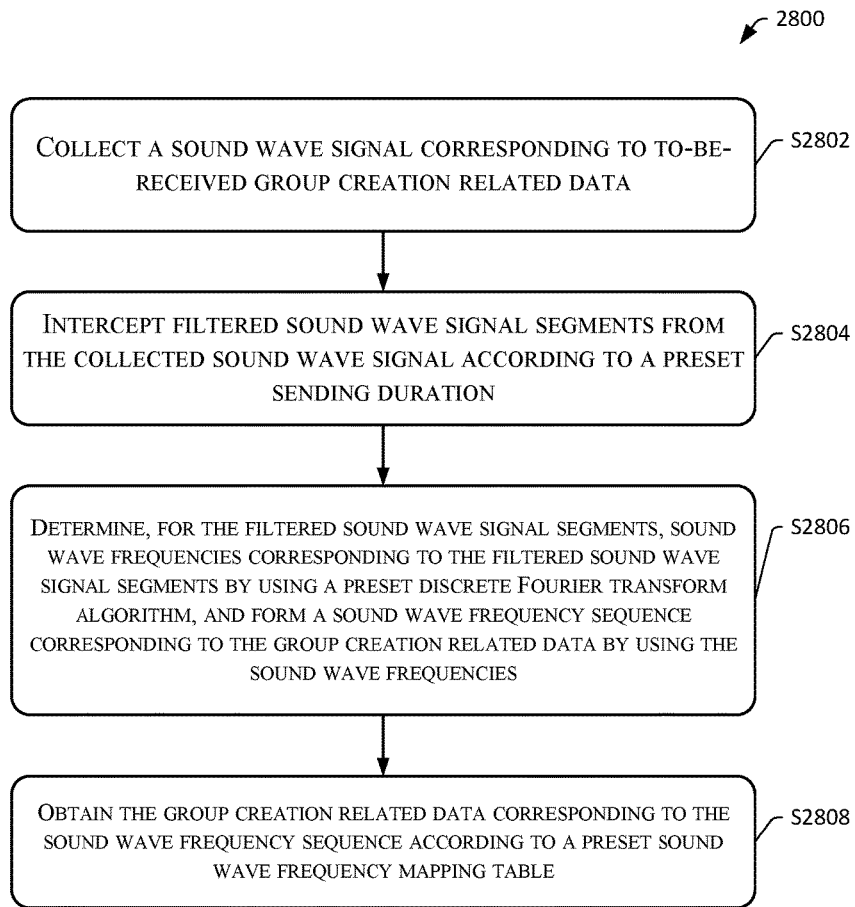 2800
COLLECT A SOUND WAVE SIGNAL CORRESPONDING TO TO-BE-
RECEIVED GROUP CREATION RELATED DATA
S2802
INTERCEPT FILTERED SOUND WAVE SIGNAL SEGMENTS FROM
THE COLLECTED SOUND WAVE SIGNAL ACCORDING TO A PRESET
SENDING DURATION
S2804
DETERMINE, FOR THE FILTERED SOUND WAVE SIGNAL SEGMENTS, SOUND
WAVE FREQUENCIES CORRESPONDING TO THE FILTERED SOUND WAVE
SIGNAL SEGMENTS BY USING A PRESET DISCRETE FOURIER TRANSFORM
ALGORITHM, AND FORM A SOUND WAVE FREQUENCY SEQUENCE
CORRESPONDING TO THE GROUP CREATION RELATED DATA BY USING THE
SOUND WAVE FREQUENCIES
S2806
OBTAIN THE GROUP CREATION RELATED DATA CORRESPONDING TO THE
SOUND WAVE FREQUENCY SEQUENCE ACCORDING TO A PRESET SOUND
WAVE FREQUENCY MAPPING TABLE
S2808